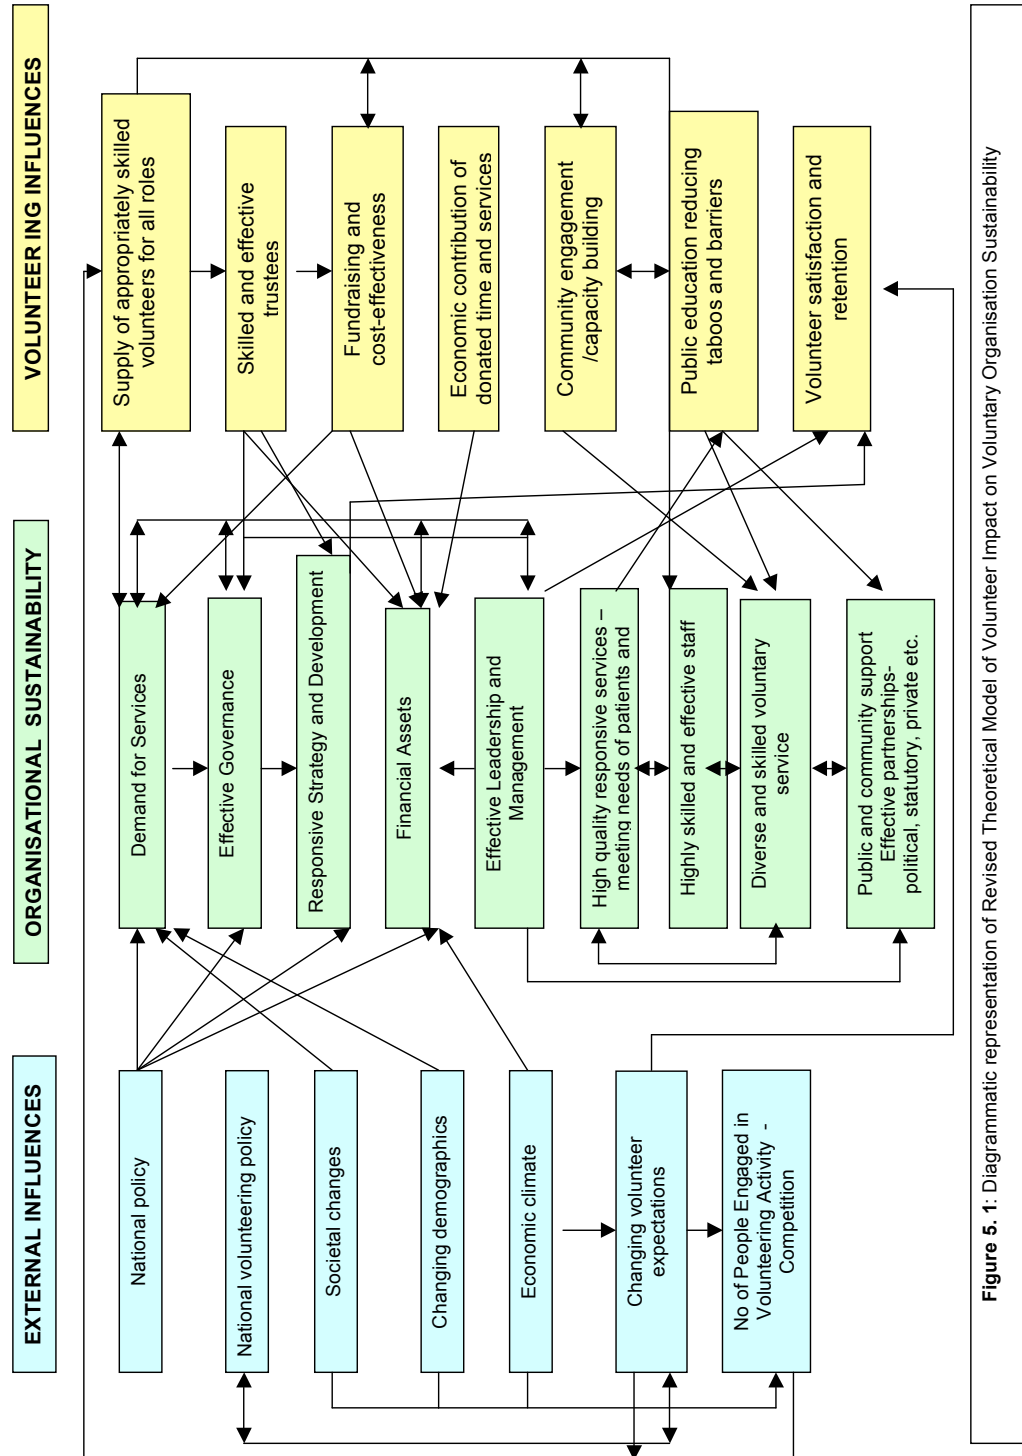 EXTERNAL INFLUENCES
National policy
National volunteering policy
Societal changes
Changing demographics
Economic climate
Changing volunteer
expectations
No of People Engaged in
Volunteering Activity -
Competition
ORGANISATIONAL SUSTAINABILITY
Demand for Services
Effective Governance
Responsive Strategy and Development
Financial Assets
Effective Leadership and
Management
High quality responsive services –
meeting needs of patients and
Highly skilled and effective staff
Diverse and skilled voluntary
service
Public and community support
Effective partnerships-
political, statutory, private etc.
VOLUNTEER ING INFLUENCES
Supply of appropriately skilled
volunteers for all roles
Skilled and effective
trustees
Fundraising and
cost-effectiveness
Economic contribution of
donated time and services
Community engagement
/capacity building
Public education reducing
taboos and barriers
Volunteer satisfaction and
retention
Figure 5. 1: Diagrammatic representation of Revised Theoretical Model of Volunteer Impact on Voluntary Organisation Sustainability